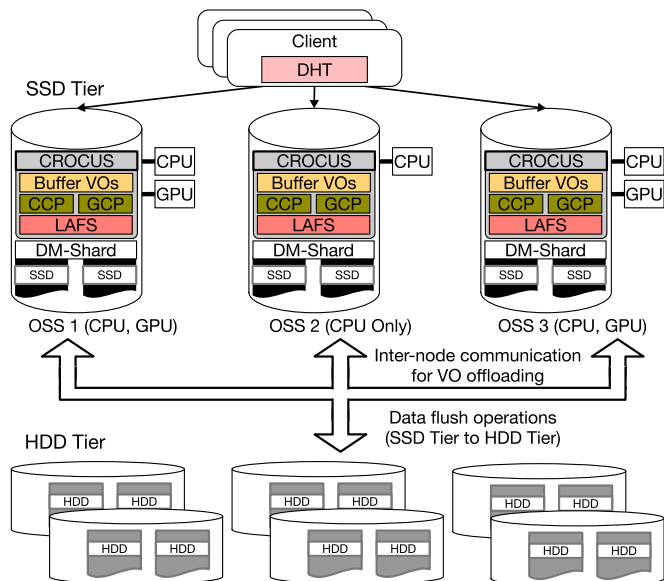 Client
DHT
SSD Tier
CROCUS
CPU
Buffer VOs
GPU
CCP GCP
LAFS
DM-Shard
SSD SSD
OSS 1 (CPU, GPU)
CROCUS
CPU
Buffer VOs
CCP GCP
LAFS
DM-Shard
SSD SSD
OSS 2 (CPU Only)
CROCUS
CPU
Buffer VOs
GPU
CCP GCP
LAFS
DM-Shard
SSD SSD
OSS 3 (CPU, GPU)
Inter-node communication
for VO offloading
Data flush operations
(SSD Tier to HDD Tier)
HDD Tier
HDD HDD
HDD HDD
HDD HDD
HDD HDD
HDD HDD
HDD HDD